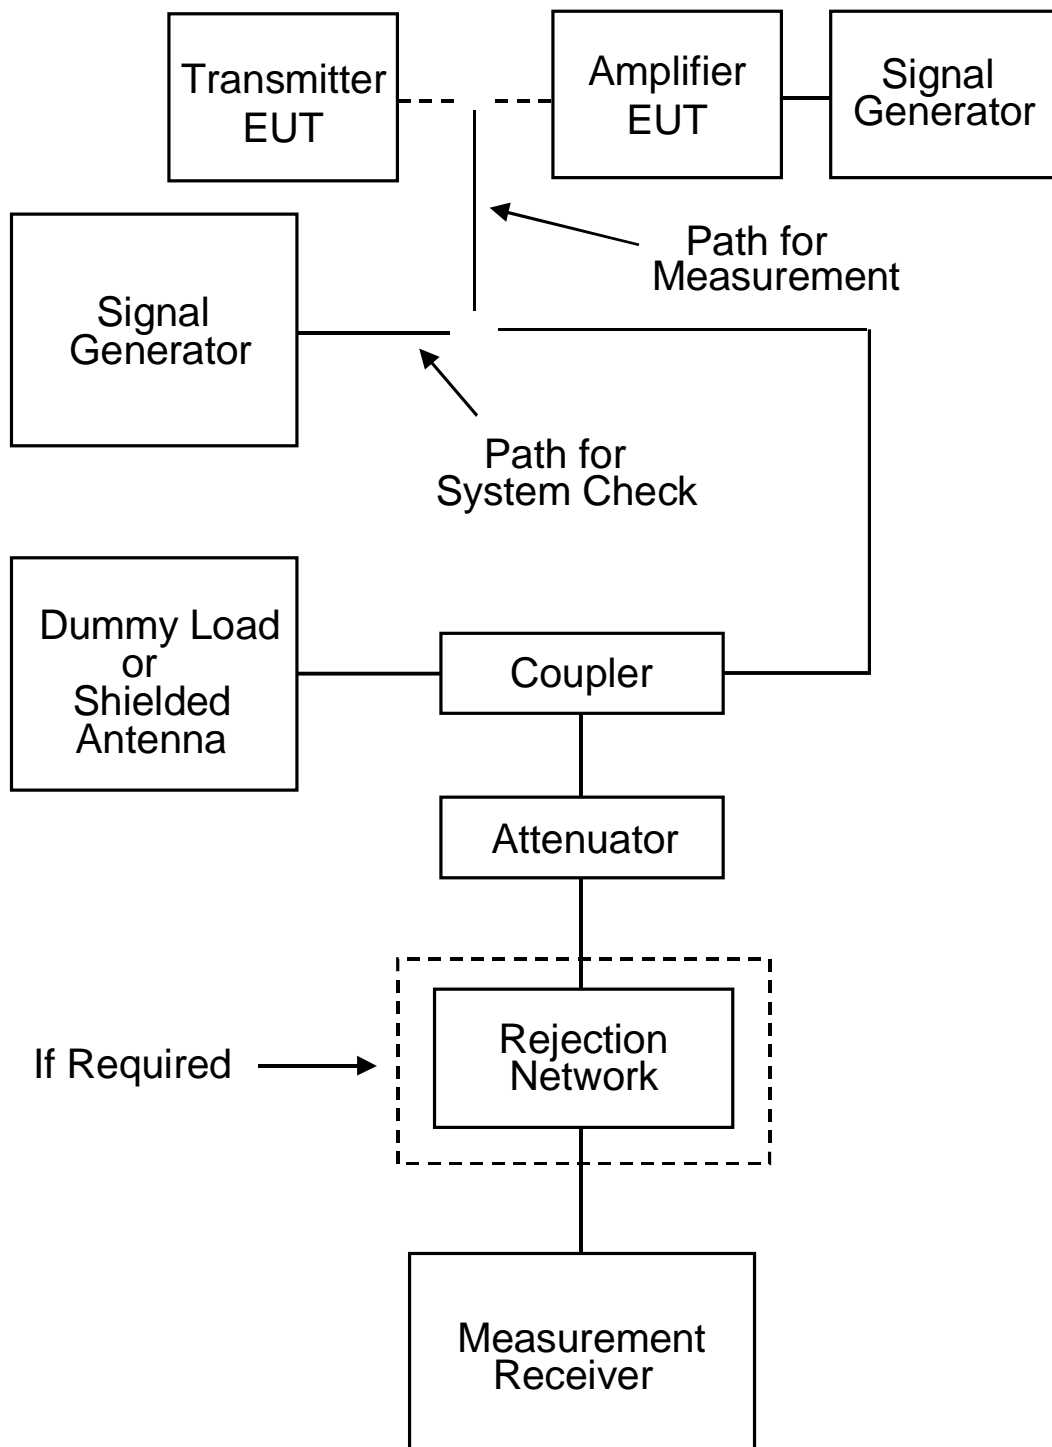 Transmitter
EUT
Amplifier
EUT
Signal
Generator
Path for
Measurement
Signal
Generator
Path for
System Check
Dummy Load
or
Shielded
Antenna
Coupler
Attenuator
If Required
Rejection
Network
Measurement
Receiver